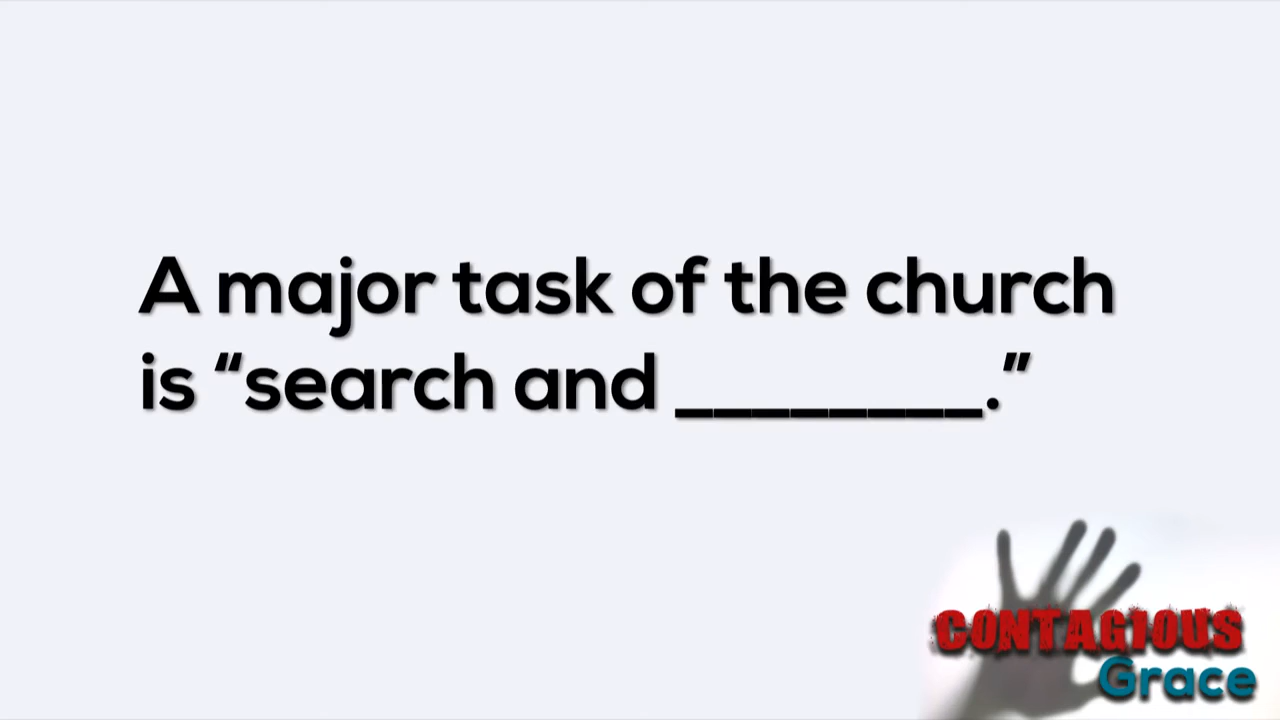 A major task of the church
is “search and ________.”
CONTAGIOUS
Grace